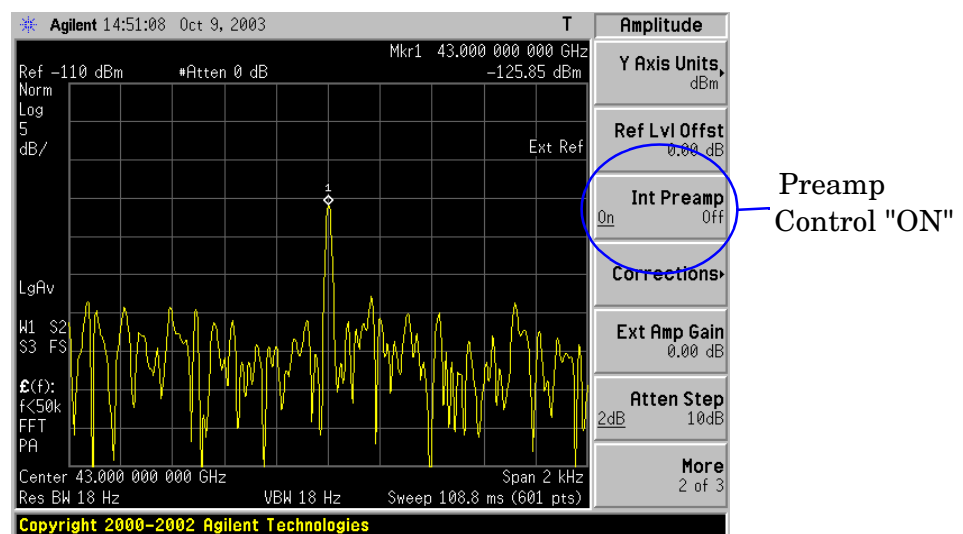 Agilent 14:51:08 Oct 9, 2003 T
Mkr1 43.000 000 000 GHz
Ref −110 dBm #Atten 0 dB −125.85 dBm
Norm
Log
5
dB/
Ext Ref
1
LgAv
W1 S2
S3 FS
£(f):
f<50k
FFT
PA
Center 43.000 000 000 GHz Span 2 kHz
Res BW 18 Hz VBW 18 Hz Sweep 108.8 ms (601 pts)
Copyright 2000−2002 Agilent Technologies
Amplitude
Y Axis Units
dBm
Ref Lvl Offst
0.00 dB
Int Preamp
On Off
Corrections
Ext Amp Gain
0.00 dB
Atten Step
2dB 10dB
More
2 of 3
Preamp
Control "ON"